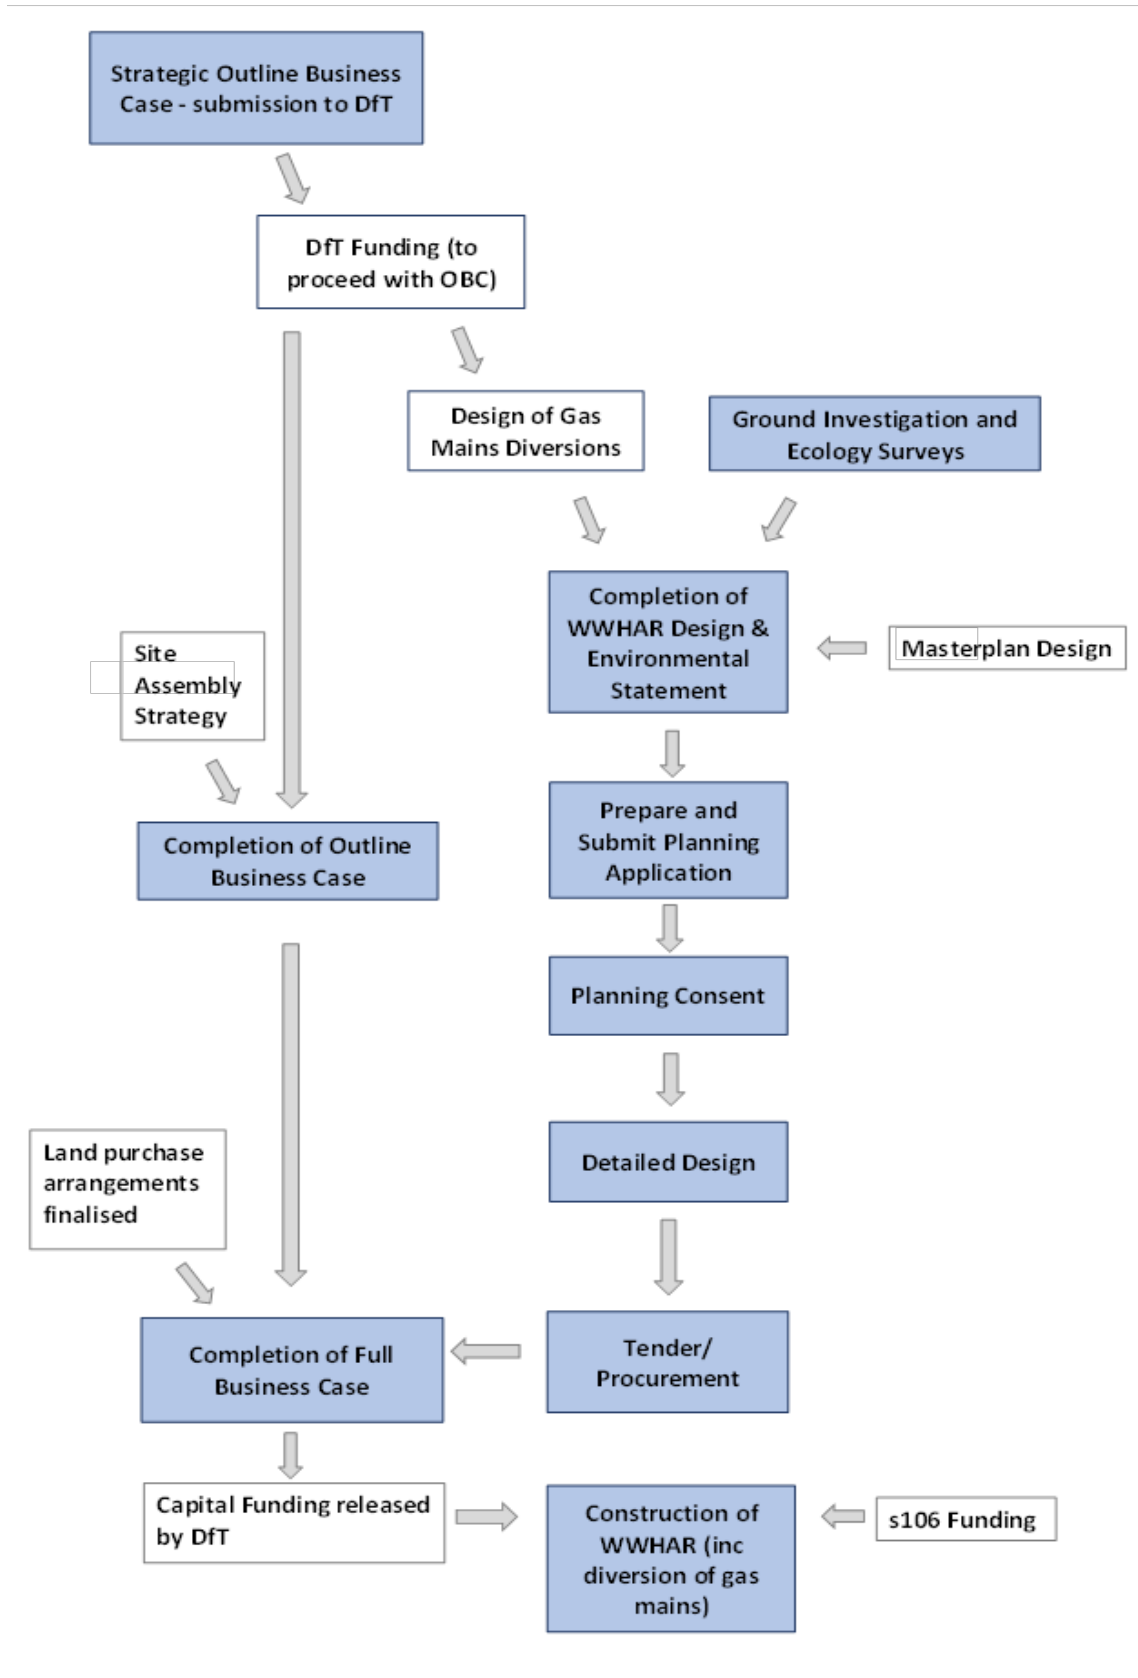 Strategic Outline Business
Case - submission to DfT
DfT Funding (to
proceed with OBC)
Design of Gas
Mains Diversions
Ground Investigation and
Ecology Surveys
Completion of
WWHAR Design &
Environmental
Statement
Masterplan Design
Site
Assembly
Strategy
Prepare and
Submit Planning
Application
Completion of Outline
Business Case
Planning Consent
Detailed Design
Land purchase
arrangements
finalised
Tender/
Procurement
Completion of Full
Business Case
Capital Funding released
by DfT
Construction of
WWHAR (inc
diversion of gas
mains)
s106 Funding